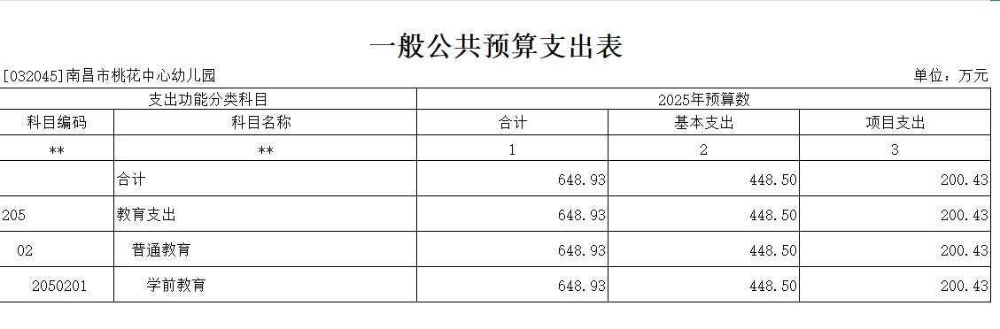 一般公共预算支出表
[032045]南昌市桃花中心幼儿园 单位：万元
支出功能分类科目 2025年预算数
科目编码 科目名称 合计 基本支出 项目支出
** ** 1 2 3
合计 648.93 448.50 200.43
205 教育支出 648.93 448.50 200.43
02 普通教育 648.93 448.50 200.43
2050201 学前教育 648.93 448.50 200.43